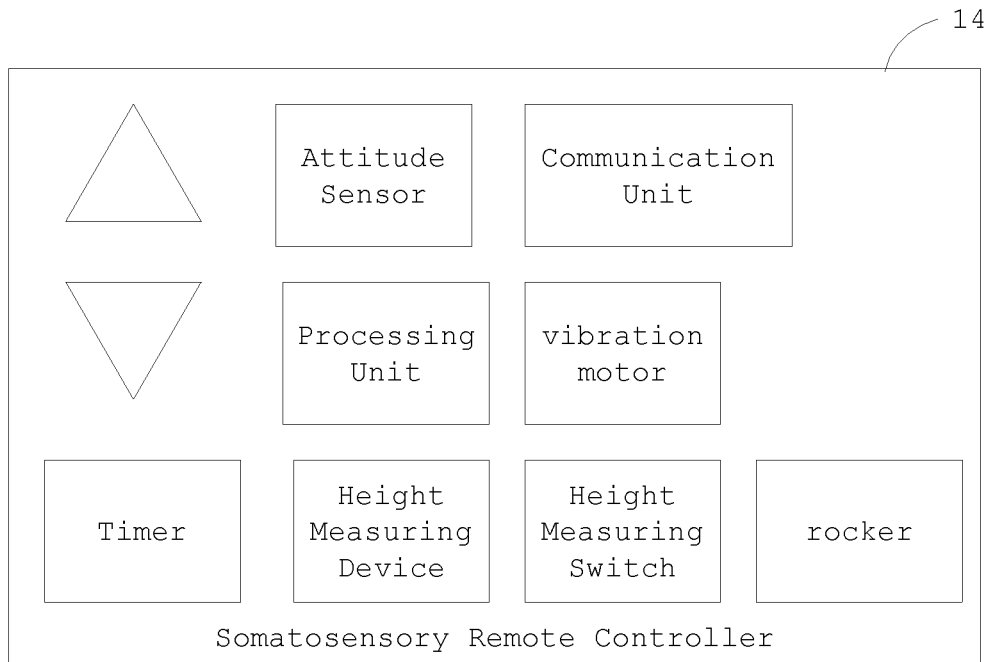 14
Attitude
Sensor
Communication
Unit
Processing
Unit
vibration
motor
Timer
Height
Measuring
Device
Height
Measuring
Switch
rocker
Somatosensory Remote Controller